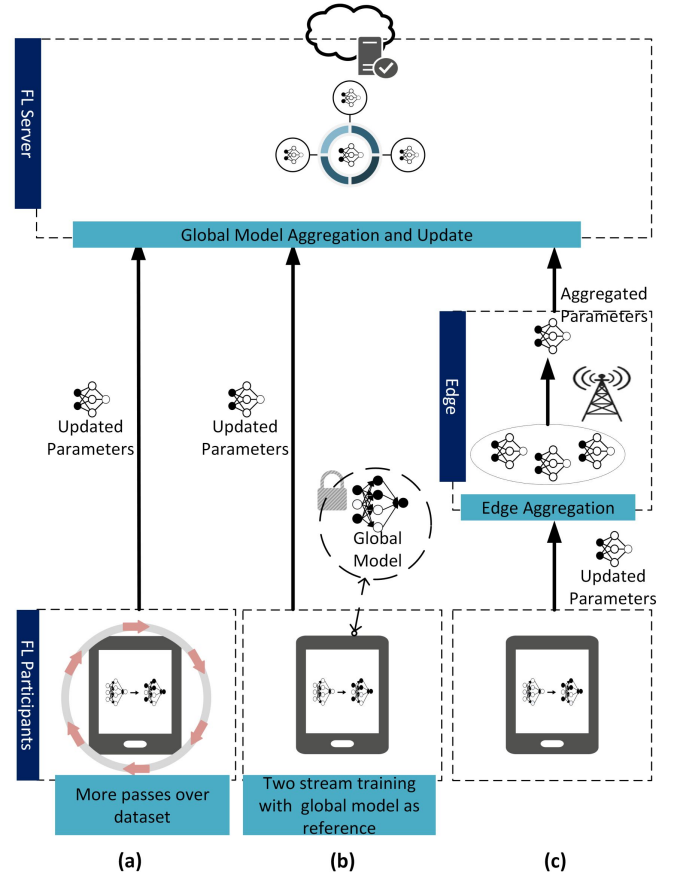 FL Server
Global Model Aggregation and Update
Aggregated
Parameters
Edge
Updated
Parameters
Updated
Parameters
Global
Model
Edge Aggregation
Updated
Parameters
FL Participants
More passes over
dataset
Two stream training
with global model as
reference
(a)
(b)
(c)